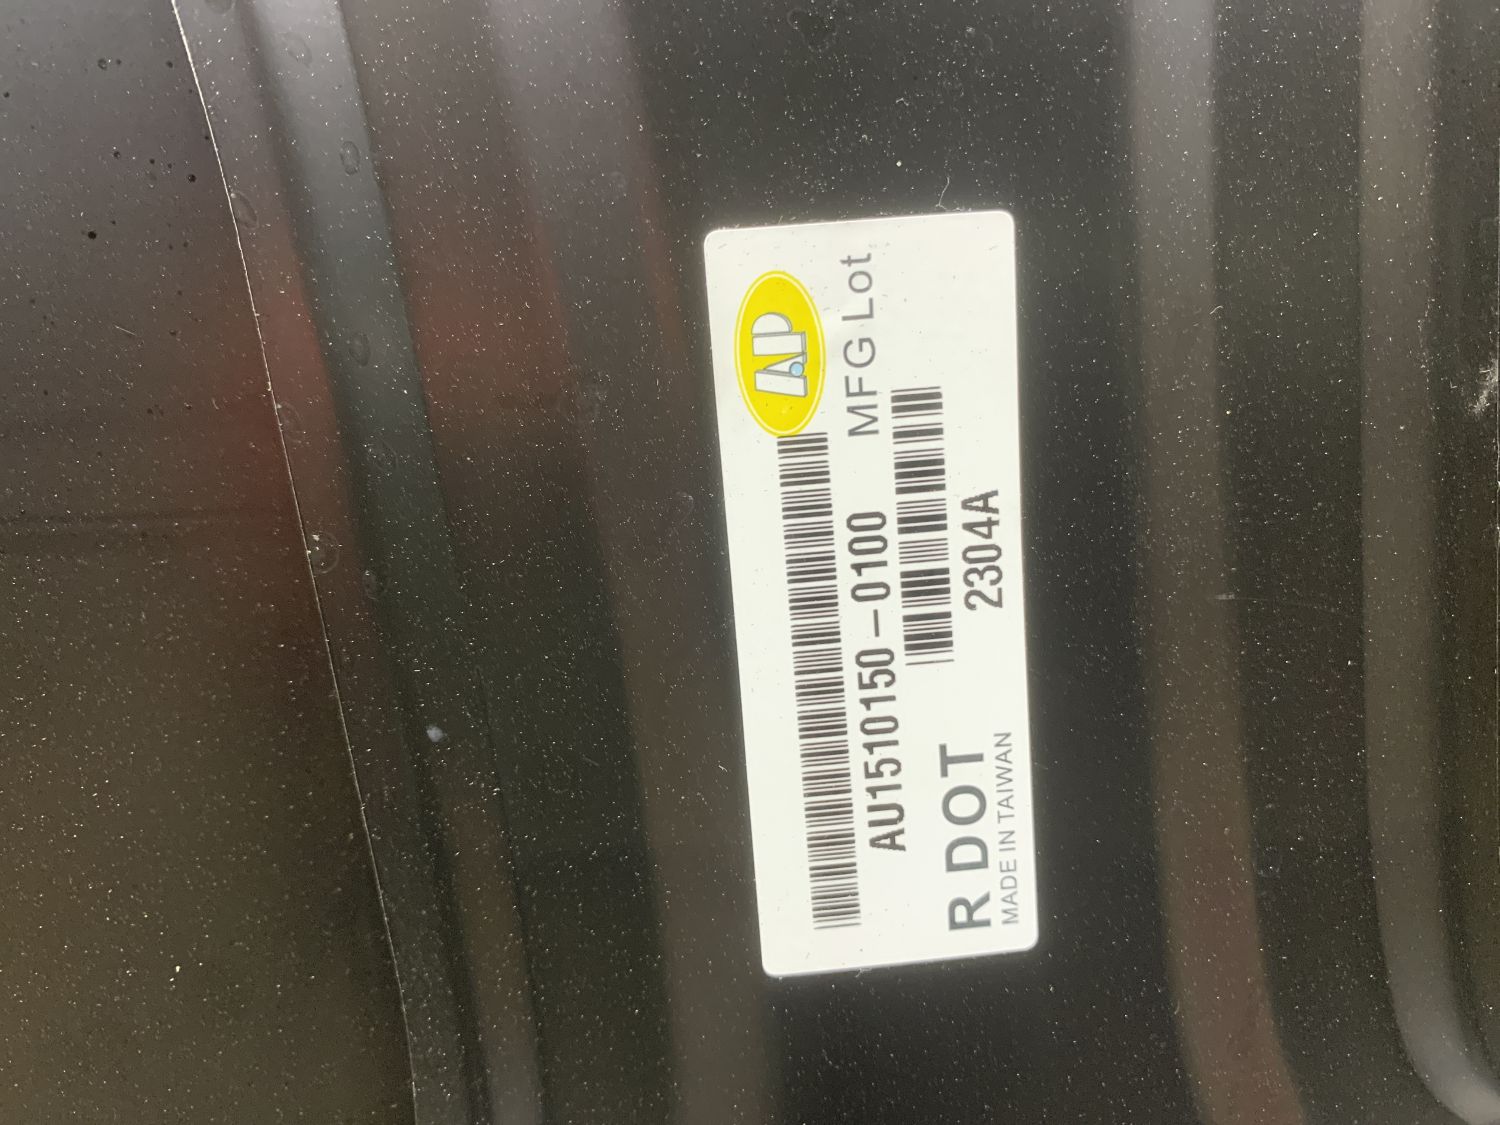 AP
AU1510150-0100
MFG Lot
R DOT
MADE IN TAIWAN
2304A